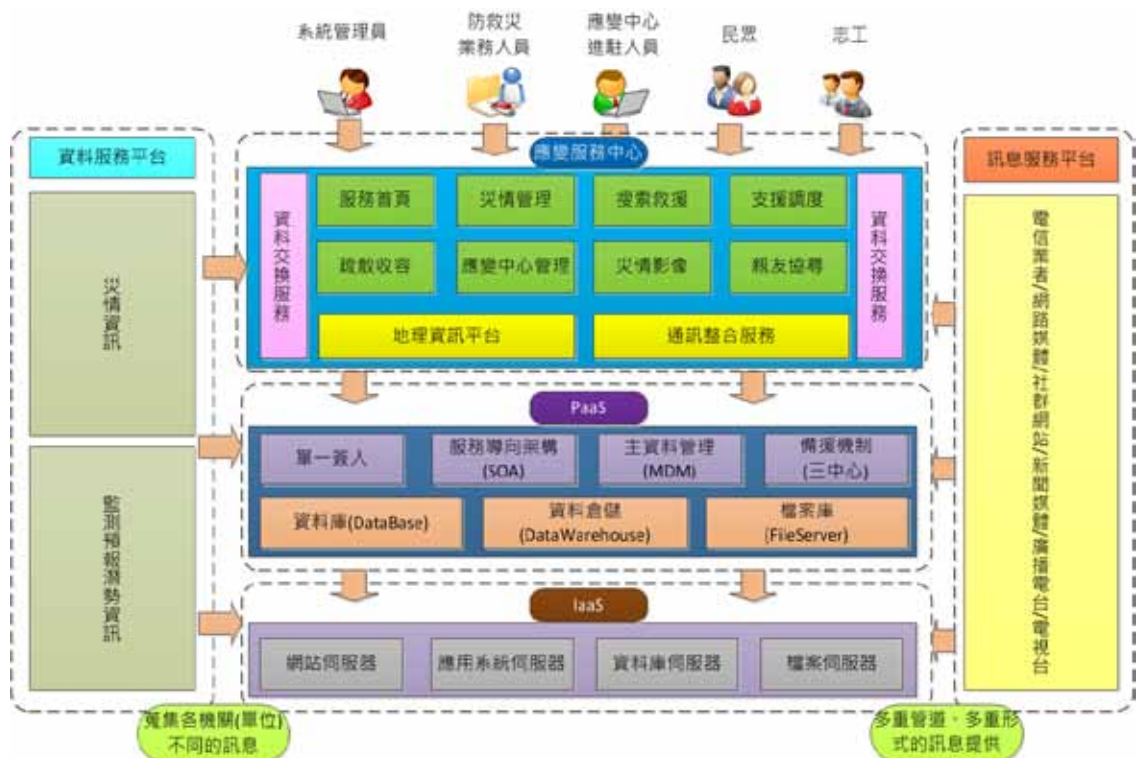 系統管理員
防救災
業務人員
應變中心
進駐人員
民眾
志工
資料服務平台
災情資訊
監測預報潛勢資訊
蒐集各機關(單位)
不同的訊息
應變服務中心
資料交換服務
服務首頁
災情管理
搜索救援
支援調度
疏散收容
應變中心管理
災情影像
親友協尋
地理資訊平台
通訊整合服務
資料交換服務
PaaS
單一簽入
服務導向架構
(SOA)
主資料管理
(MDM)
備援機制
(三中心)
資料庫(DataBase)
資料倉儲
(DataWarehouse)
檔案庫
(FileServer)
IaaS
網站伺服器
應用系統伺服器
資料庫伺服器
檔案伺服器
訊息服務平台
電信業者/網路媒體/社群網站/新聞媒體/廣播電台/電視台
多重管道、多重形
式的訊息提供